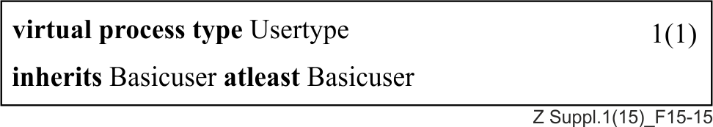 virtual process type Usertype 1(1)
inherits Basicuser atleast Basicuser
Z Suppl.1(15)_F15-15